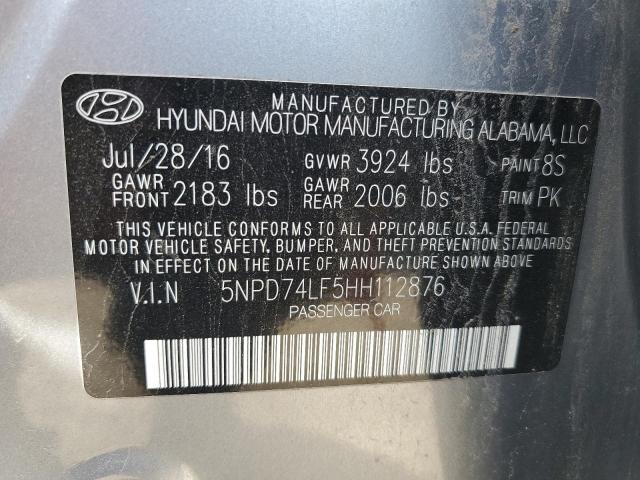 MANUFACTURED BY
HYUNDAI MOTOR MANUFACTURING ALABAMA, LLC
Jul/28/16 GVWR 3924 lbs PAINT 8S
GAWR FRONT 2183 lbs GAWR REAR 2006 lbs TRIM PK
THIS VEHICLE CONFORMS TO ALL APPLICABLE U.S.A. FEDERAL
MOTOR VEHICLE SAFETY, BUMPER, AND THEFT PREVENTION STANDARDS
IN EFFECT ON THE DATE OF MANUFACTURE SHOWN ABOVE.
V.I.N 5NPD74LF5HH112876
PASSENGER CAR